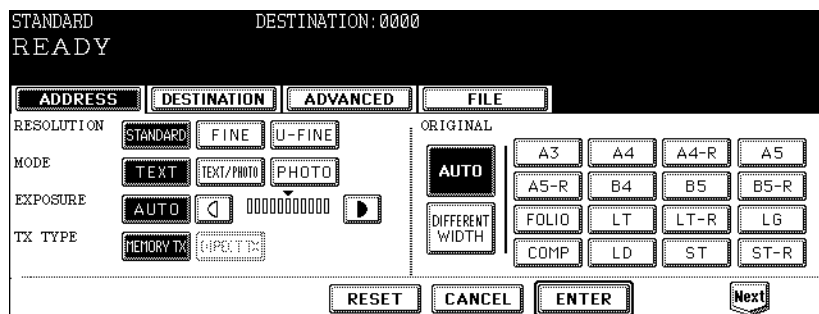 STANDARD DESTINATION:0000
READY
ADDRESS DESTINATION ADVANCED FILE
RESOLUTION STANDARD FINE U-FINE
MODE TEXT TEXT/PHOTO PHOTO
EXPOSURE AUTO
TX TYPE MEMORY TX DIRECT TX
ORIGINAL
AUTO
DIFFERENT
WIDTH
A3 A4 A4-R A5
A5-R B4 B5 B5-R
FOLIO LT LT-R LG
COMP LD ST ST-R
RESET CANCEL ENTER Next